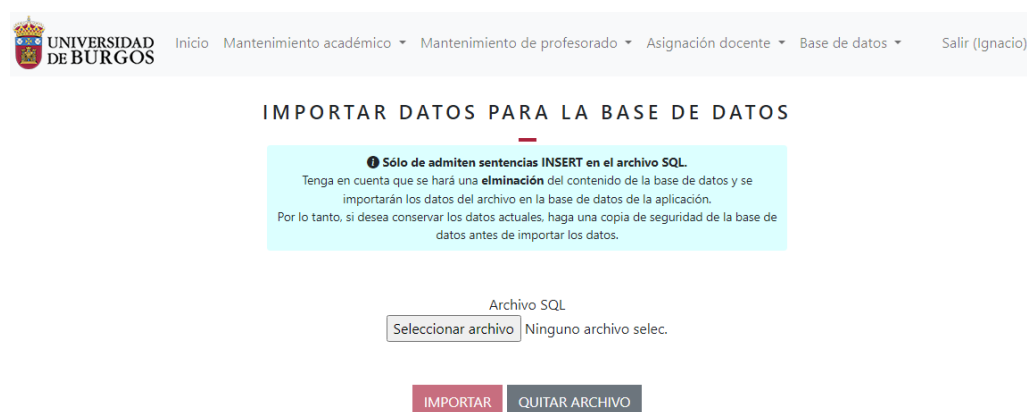 UNIVERSIDAD
DE BURGOS
Inicio Mantenimiento académico Mantenimiento de profesorado Asignación docente Base de datos Salir (Ignacio)
IMPORTAR DATOS PARA LA BASE DE DATOS
Sólo de admiten sentencias INSERT en el archivo SQL.
Tenga en cuenta que se hará una elminación del contenido de la base de datos y se
importarán los datos del archivo en la base de datos de la aplicación.
Por lo tanto, si desea conservar los datos actuales, haga una copia de seguridad de la base de
datos antes de importar los datos.
Archivo SQL
Seleccionar archivo Ninguno archivo selec.
IMPORTAR QUITAR ARCHIVO